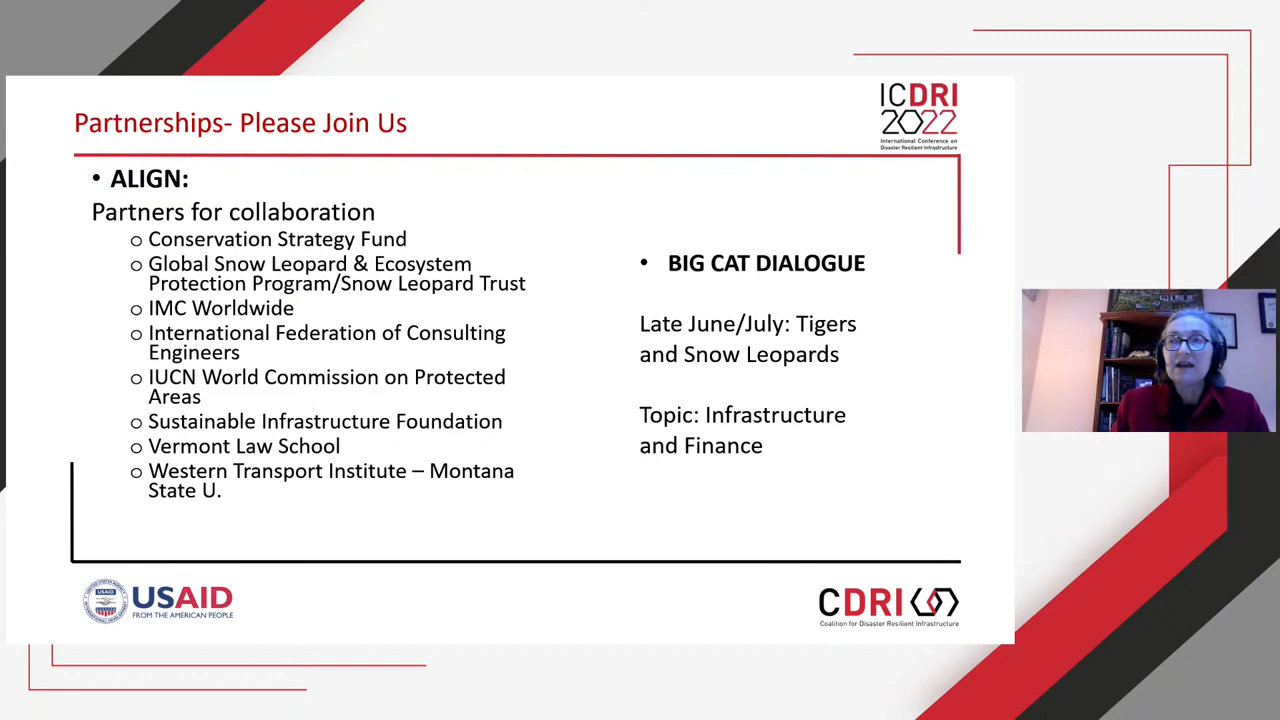 Partnerships- Please Join Us
ICDRI
2022
International Conference on
Disaster Resilient Infrastructure
• ALIGN:
Partners for collaboration
o Conservation Strategy Fund
o Global Snow Leopard & Ecosystem
Protection Program/Snow Leopard Trust
o IMC Worldwide
o International Federation of Consulting
Engineers
o IUCN World Commission on Protected
Areas
o Sustainable Infrastructure Foundation
o Vermont Law School
o Western Transport Institute – Montana
State U.
• BIG CAT DIALOGUE
Late June/July: Tigers
and Snow Leopards
Topic: Infrastructure
and Finance
USAID
USAID
FROM THE AMERICAN PEOPLE
CDRI
Coalition for Disaster Resilient Infrastructure